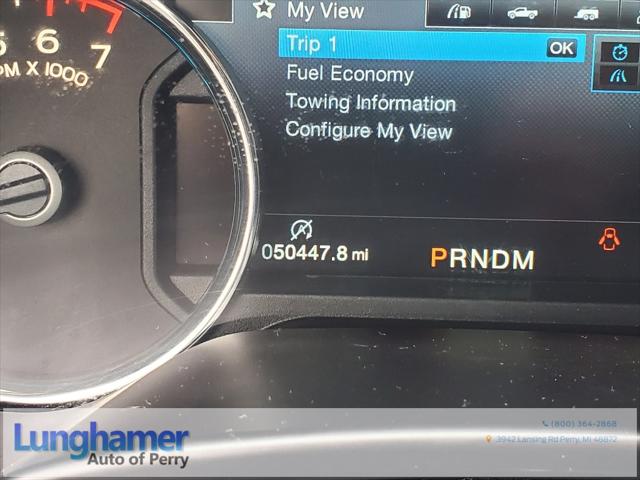 My View
5 6 7
PM X 1000
Trip 1 OK
Fuel Economy
Towing Information
Configure My View
050447.8 mi
PRNDM
Lunghamer
Auto of Perry
(800) 364-2868
3942 Lansing Rd Perry, MI 48872